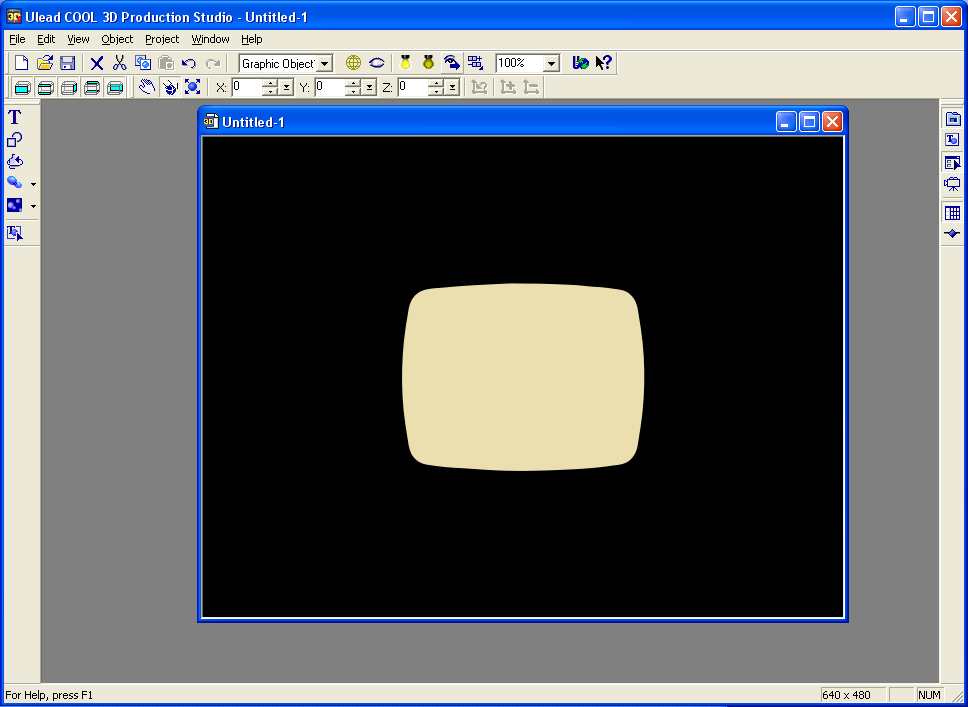 Ulead COOL 3D Production Studio - Untitled-1
File Edit View Object Project Window Help
Graphic Object 100%
X: 0 Y: 0 Z: 0
Untitled-1
For Help, press F1 640 x 480 NUM